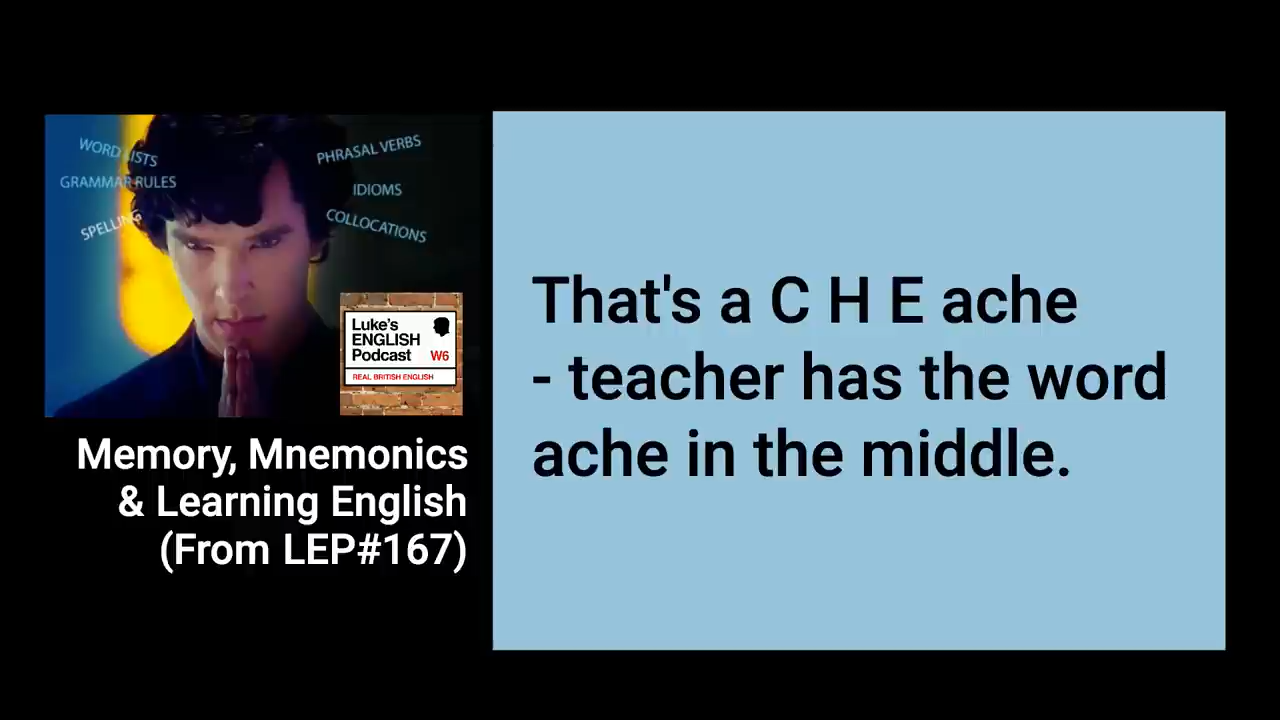 WORD LISTS
GRAMMAR RULES
SPELLING
PHRASAL VERBS
IDIOMS
COLLOCATIONS
Luke's
ENGLISH
Podcast W6
REAL BRITISH ENGLISH
Memory, Mnemonics
& Learning English
(From LEP#167)
That's a C H E ache
- teacher has the word
ache in the middle.